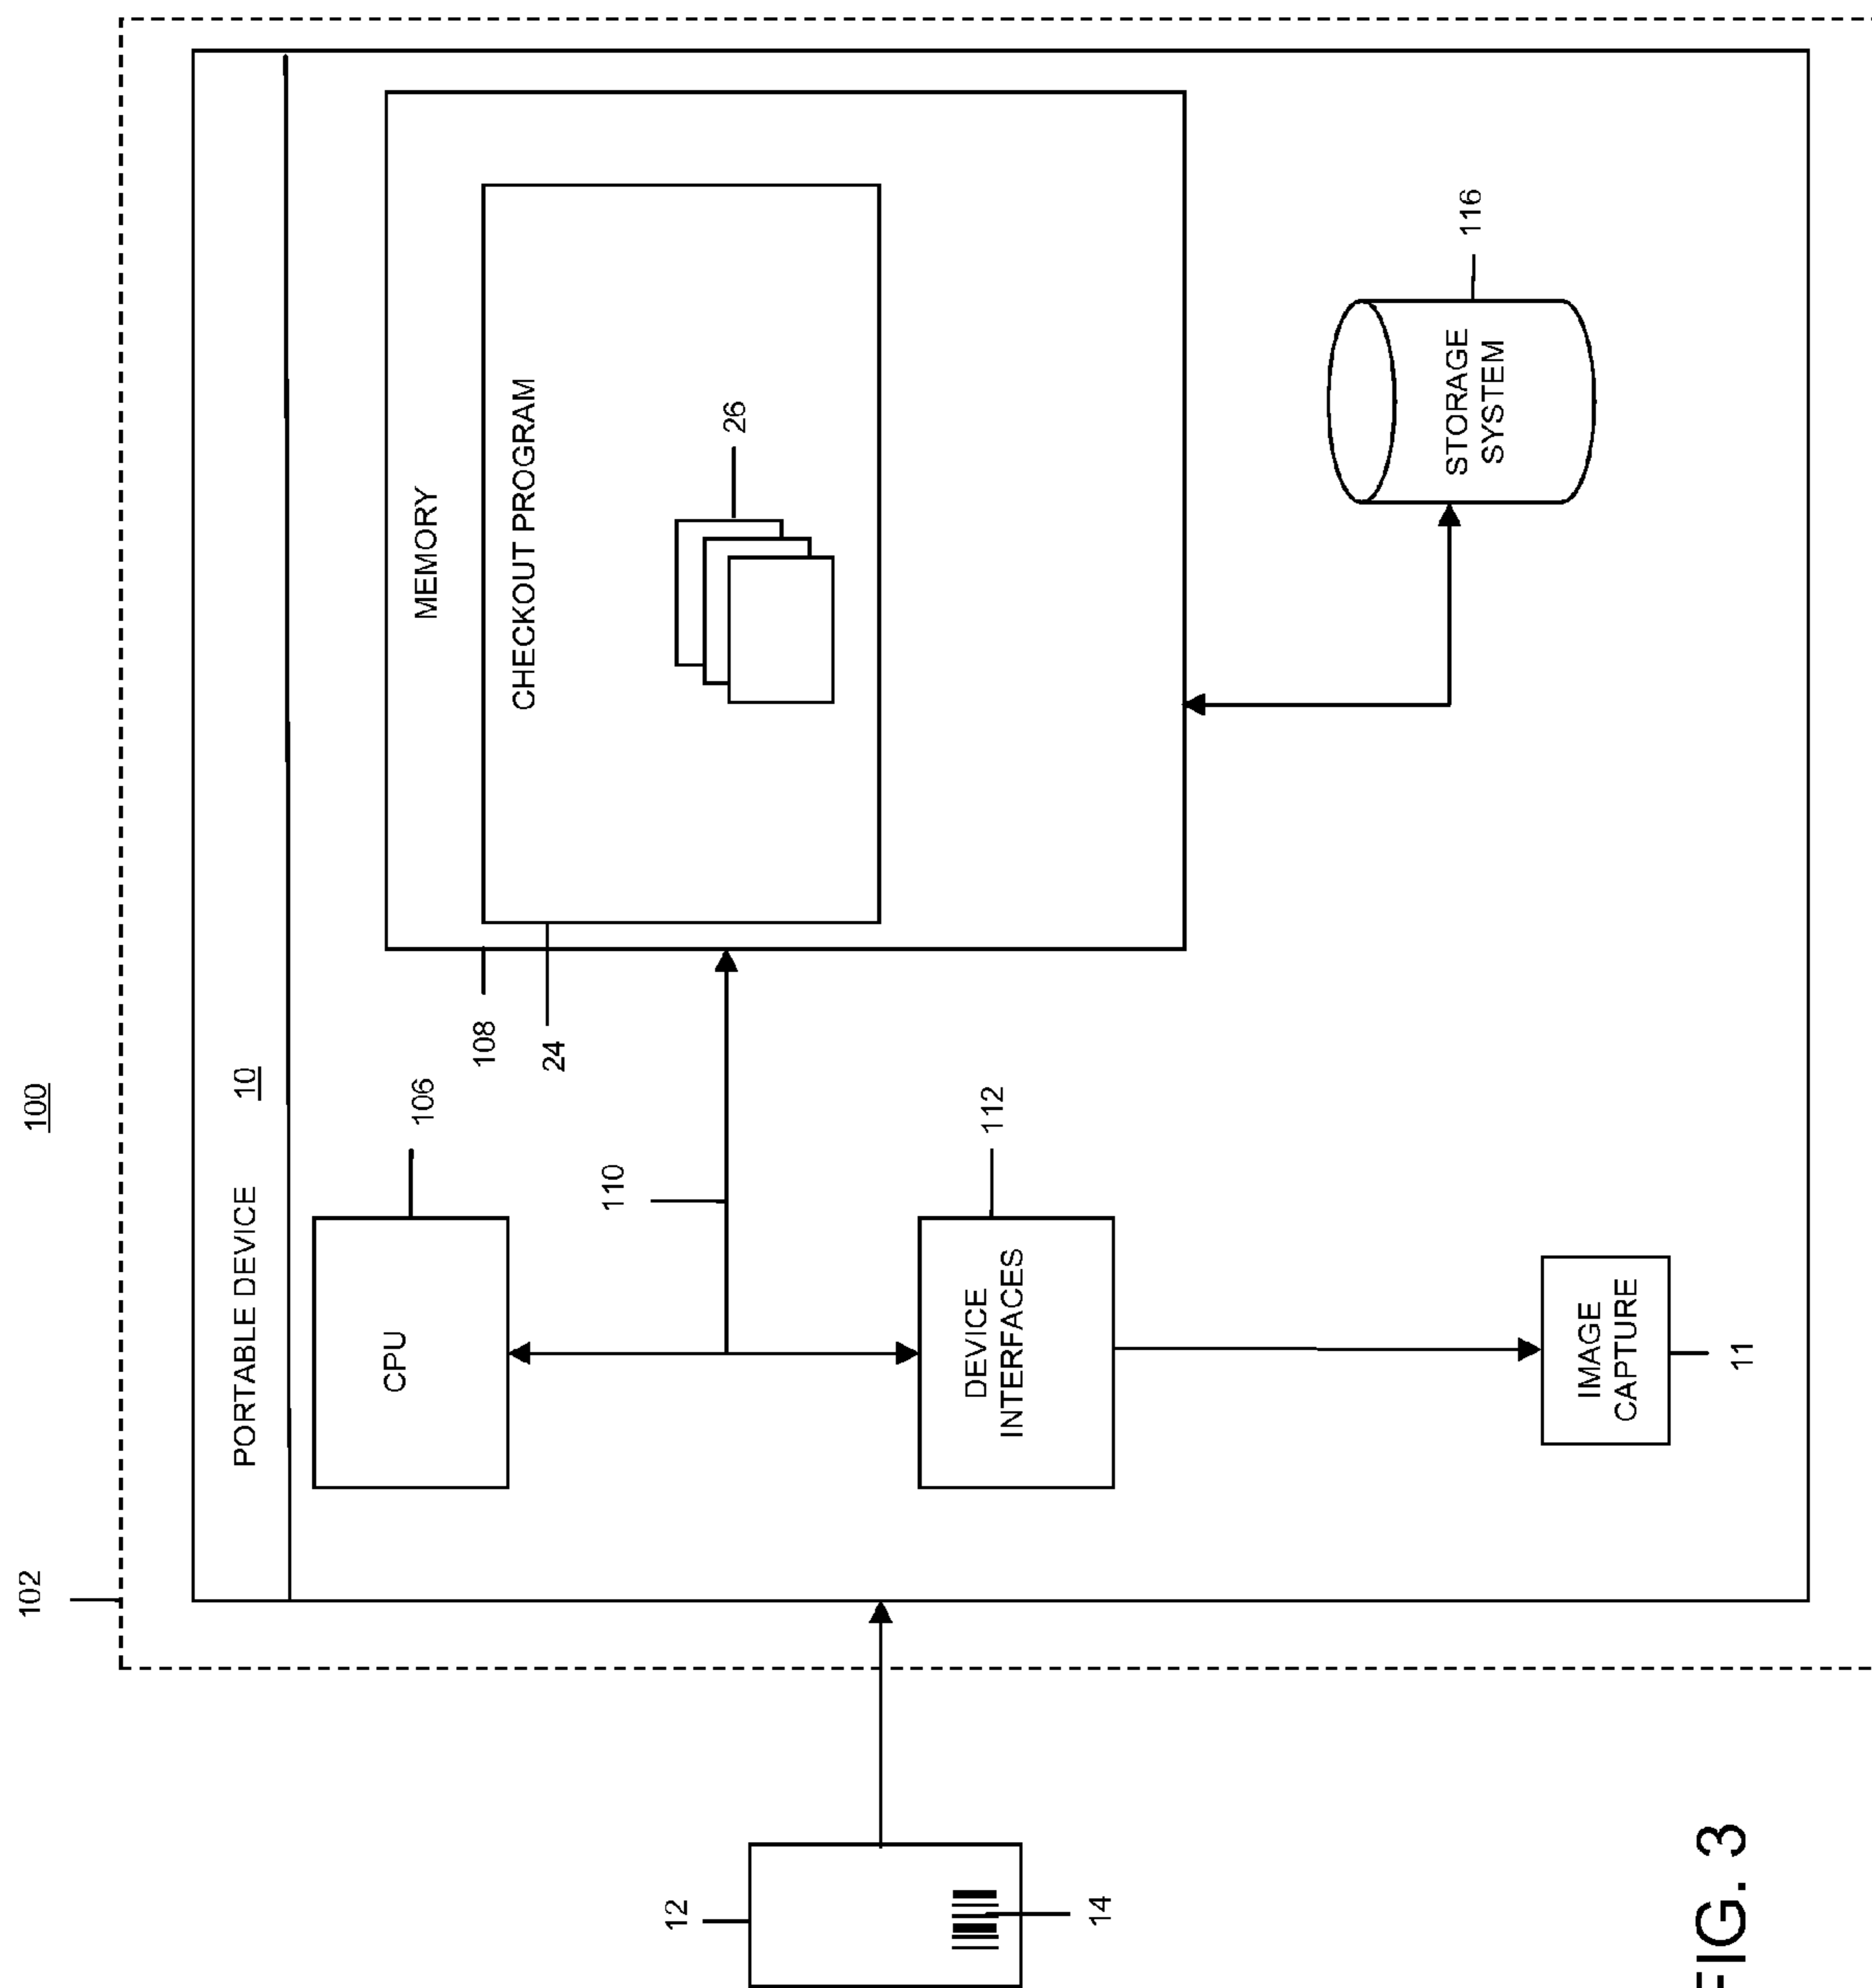 100
102
PORTABLE DEVICE 10
CPU
106
MEMORY
108
CHECKOUT PROGRAM
24
26
110
DEVICE
INTERFACES
112
12
14
STORAGE
SYSTEM
116
IMAGE
CAPTURE
11
FIG. 3